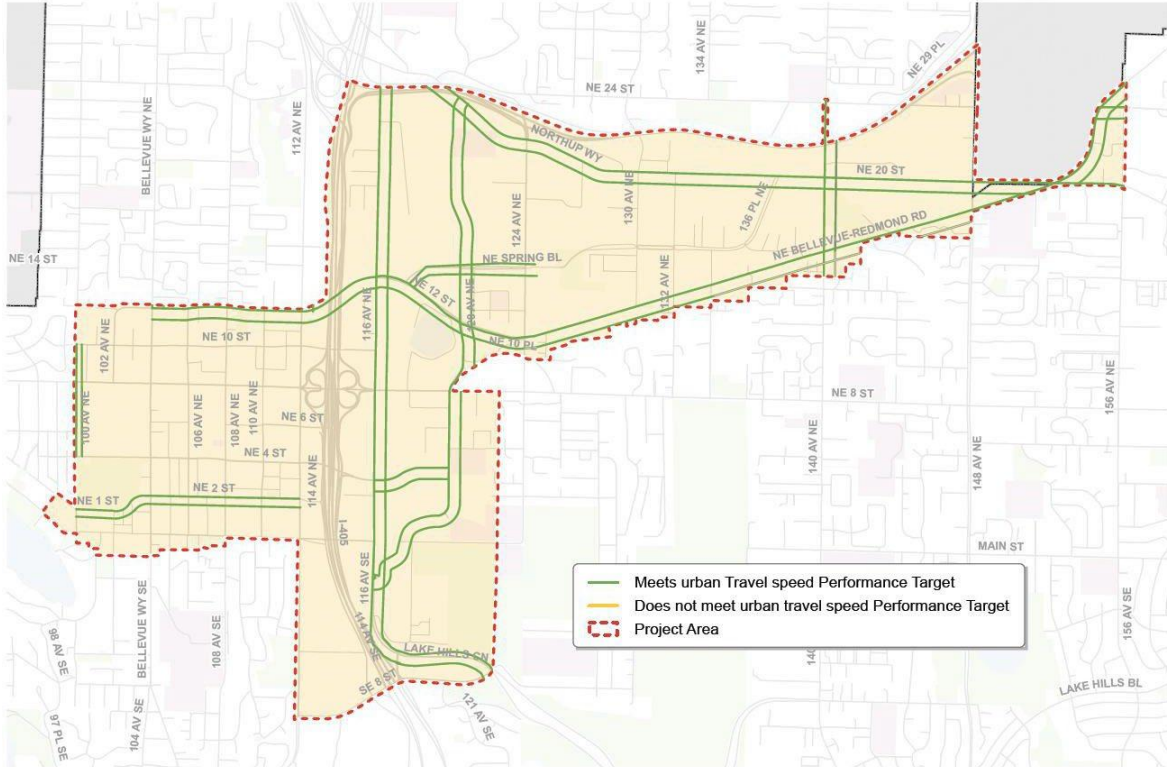 134 AV NE
NE 29 PL
NE 24 ST
BELLEVUE WY NE
112 AV NE
NORTHUP WY
NE 20 ST
124 AV NE
130 AV NE
136 PL NE
NE BELLEVUE-REDMOND RD
NE 14 ST
NE SPRING BL
NE 12 ST
116 AV NE
120 AV NE
132 AV NE
NE 10 ST
NE 10 PL
102 AV NE
NE 8 ST
156 AV NE
100 AV NE
106 AV NE
108 AV NE
110 AV NE
NE 6 ST
NE 4 ST
140 AV NE
148 AV NE
114 AV NE
NE 2 ST
NE 1 ST
I-405
MAIN ST
116 AV SE
Meets urban Travel speed Performance Target
Does not meet urban travel speed Performance Target
Project Area
98 AV SE
BELLEVUE WY SE
108 AV SE
114 AV SE
LAKE HILLS CN
SE 8 ST
156 AV SE
LAKE HILLS BL
97 PL SE
104 AV SE
121 AV SE